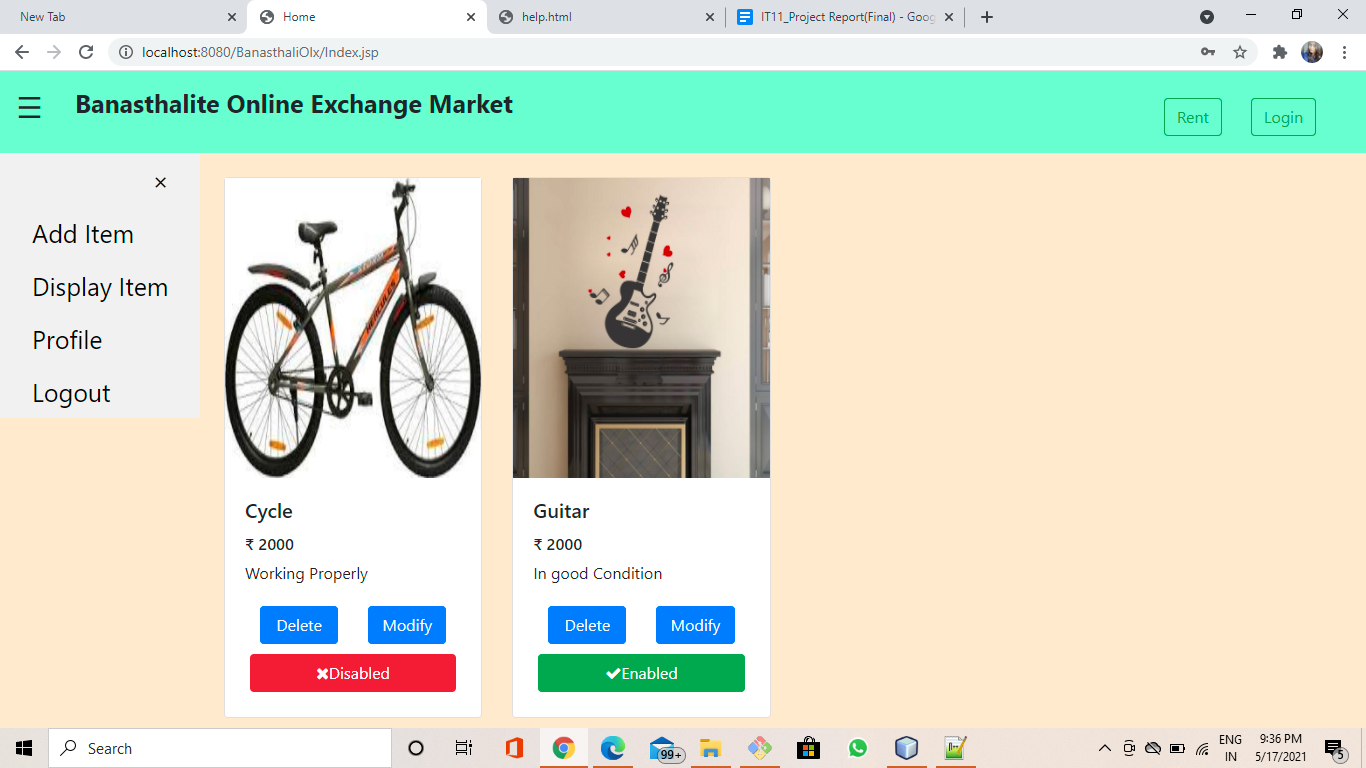 New Tab
Home
help.html
IT11_Project Report(Final) - Goog
localhost:8080/BanasthaliOlx/Index.jsp
Banasthalite Online Exchange Market
Rent
Login
×
Add Item
Display Item
Profile
Logout
HERCULES
Cycle
₹ 2000
Working Properly
Delete
Modify
✖Disabled
Guitar
₹ 2000
In good Condition
Delete
Modify
✔Enabled
Search
99+
ENG
IN
9:36 PM
5/17/2021
5